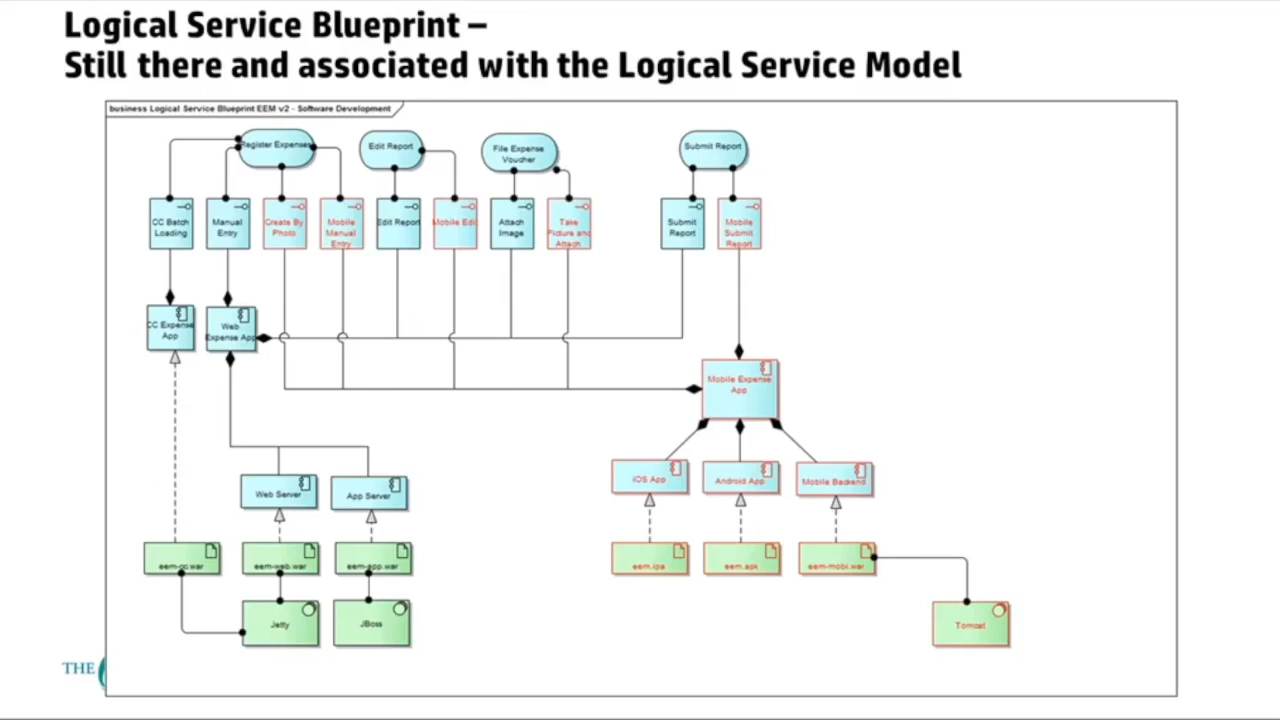 Logical Service Blueprint –
Still there and associated with the Logical Service Model
business Logical Service Blueprint EEM v2 - Software Development
Register Expenses
Edit Report
File Expense
Voucher
Submit Report
CC Batch
Loading
Manual
Entry
Create By
Photo
Mobile
Manual
Entry
Edit Report
Mobile Edit
Attach
Image
Take
Picture and
Attach
Submit
Report
Mobile
Submit
Report
CC Expense
App
Web
Expense App
Mobile Expense
App
Web Server
App Server
iOS App
Android App
Mobile Backend
eem-cc.war
eem-web.war
eem-app.war
eem.ipa
eem.apk
eem-mobi.war
Jetty
JBoss
Tomcat
THE